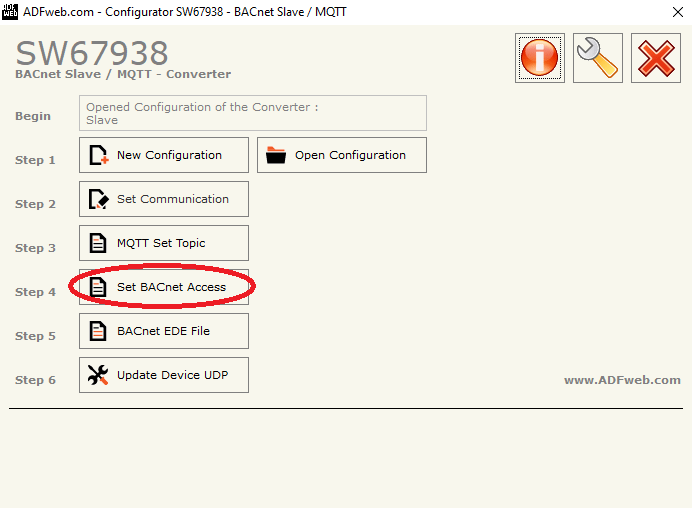 ADF
web
ADFweb.com - Configurator SW67938 - BACnet Slave / MQTT
SW67938
BACnet Slave / MQTT - Converter
Begin
Opened Configuration of the Converter :
Slave
Step 1
New Configuration
Open Configuration
Step 2
Set Communication
Step 3
MQTT Set Topic
Step 4
Set BACnet Access
Step 5
BACnet EDE File
Step 6
Update Device UDP
www.ADFweb.com